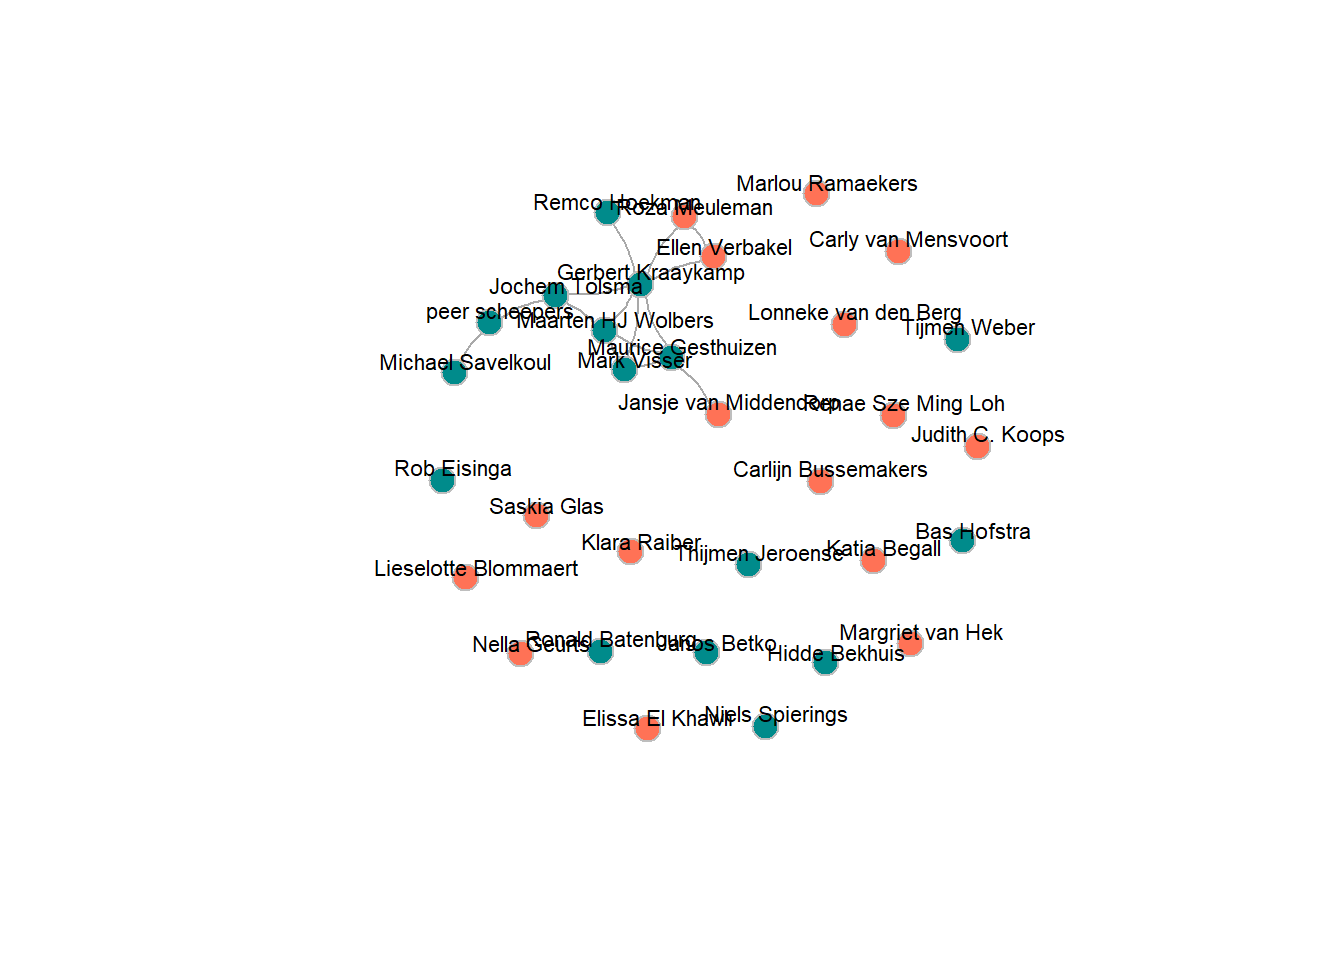 Marlou Ramaekers
Remco Hoekman
Roza Meuleman
Carly van Mensvoort
Ellen Verbakel
Gerbert Kraaykamp
Jochem Tolsma
peer scheepers
Lonneke van den Berg
Maarten HJ Wolbers
Tijmen Weber
Maurice Gesthuizen
Mark Visser
Michael Savelkoul
Jansje van Middendorp
Renae Sze Ming Loh
Judith C. Koops
Rob Eisinga
Carlijn Bussemakers
Saskia Glas
Bas Hofstra
Klara Raiber
Thijmen Jeroense
Katia Begall
Lieselotte Blommaert
Margriet van Hek
Nella Geurts
Ronald Batenburg
Janos Betko
Hidde Bekhuis
Elissa El Khawli
Niels Spierings